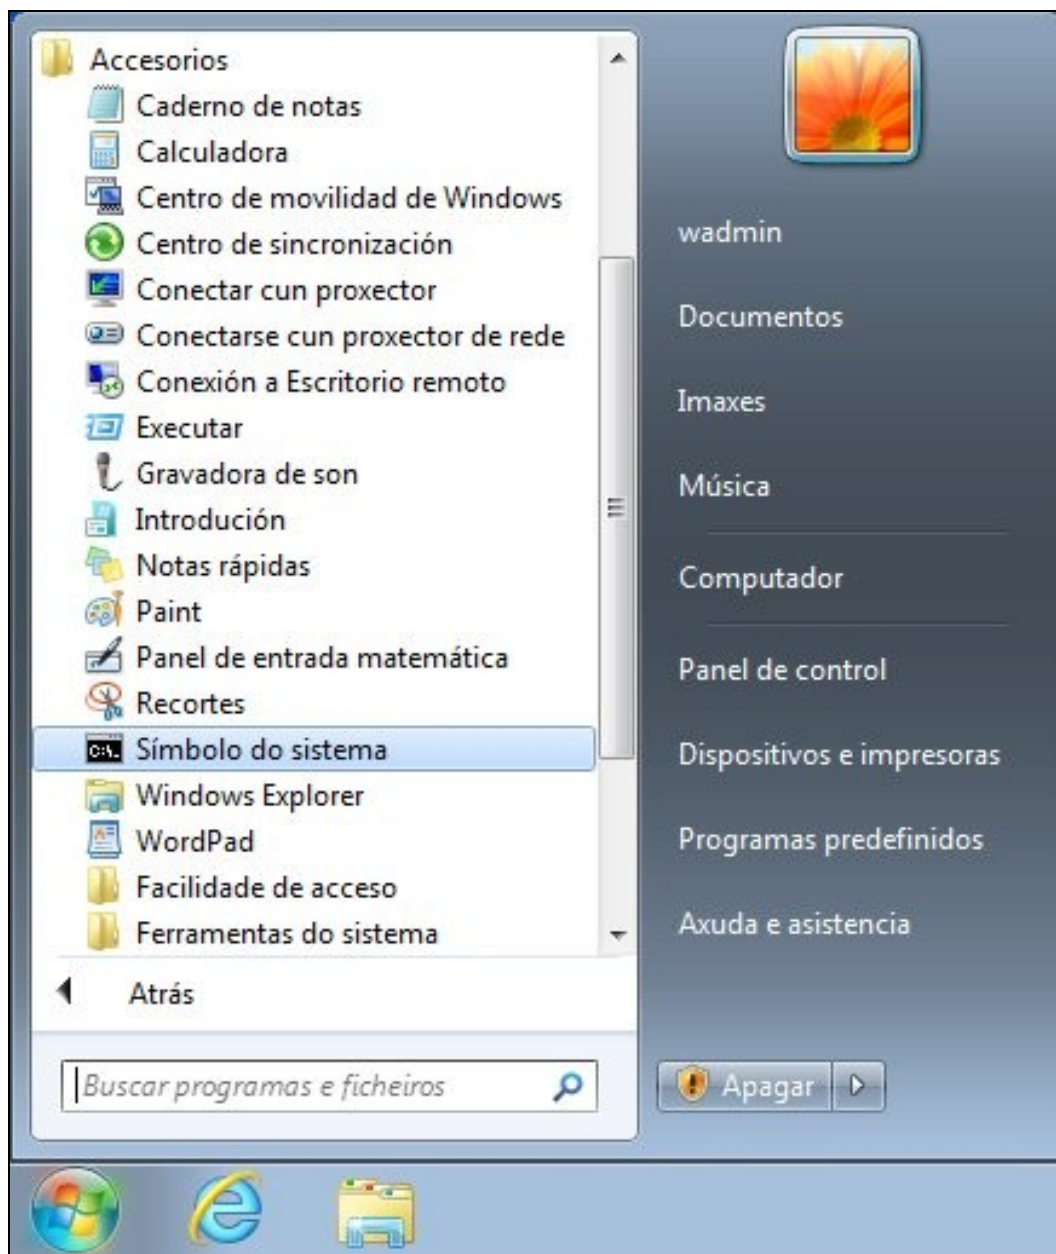 Accesorios
Caderno de notas
Calculadora
Centro de movilidad de Windows
Centro de sincronización
Conectar cun proxector
Conectarse cun proxector de rede
Conexión a Escritorio remoto
Executar
Gravadora de son
Introdución
Notas rápidas
Paint
Panel de entrada matemática
Recortes
C:\.
Símbolo do sistema
Windows Explorer
WordPad
Facilidade de acceso
Ferramentas do sistema
Atrás
Buscar programas e ficheiros
wadmin
Documentos
Imaxes
Música
Computador
Panel de control
Dispositivos e impresoras
Programas predefinidos
Axuda e asistencia
Apagar